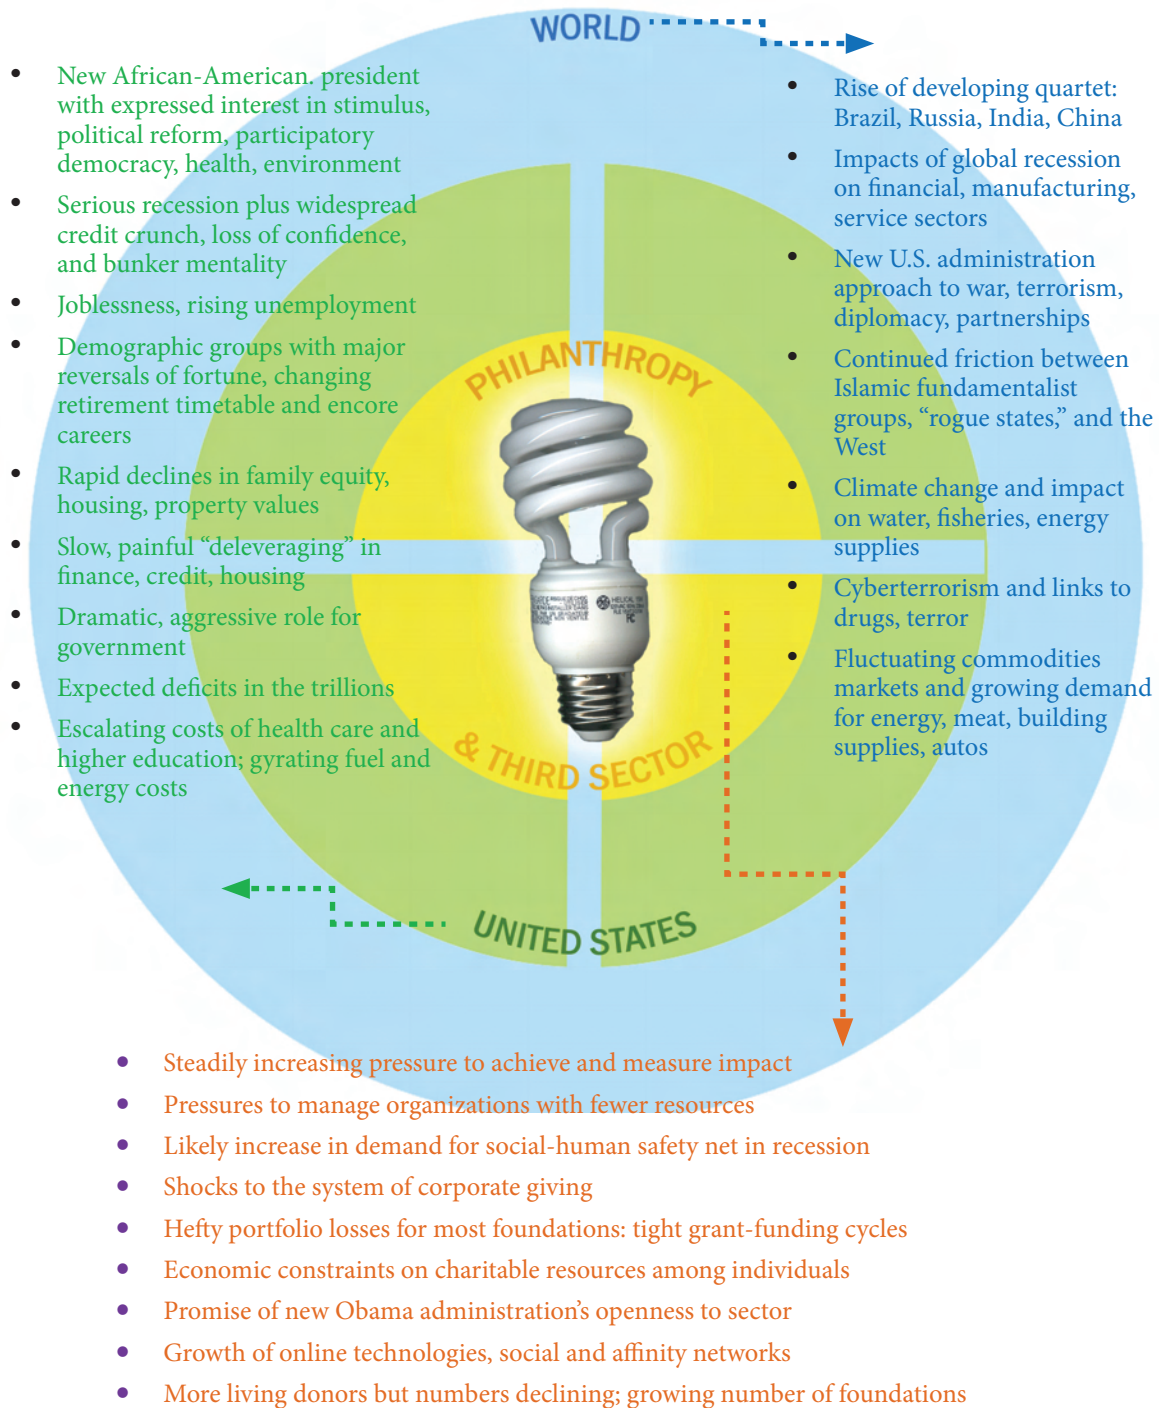 WORLD
• New African-American. president
with expressed interest in stimulus,
political reform, participatory
democracy, health, environment
• Serious recession plus widespread
credit crunch, loss of confidence,
and bunker mentality
• Joblessness, rising unemployment
• Demographic groups with major
reversals of fortune, changing
retirement timetable and encore
careers
• Rapid declines in family equity,
housing, property values
• Slow, painful “deleveraging” in
finance, credit, housing
• Dramatic, aggressive role for
government
• Expected deficits in the trillions
• Escalating costs of health care and
higher education; gyrating fuel and
energy costs
• Rise of developing quartet:
Brazil, Russia, India, China
• Impacts of global recession
on financial, manufacturing,
service sectors
• New U.S. administration
approach to war, terrorism,
diplomacy, partnerships
• Continued friction between
Islamic fundamentalist
groups, “rogue states,” and the
West
• Climate change and impact
on water, fisheries, energy
supplies
• Cyberterrorism and links to
drugs, terror
• Fluctuating commodities
markets and growing demand
for energy, meat, building
supplies, autos
PHILANTHROPY
HELICAL
& THIRD SECTOR
UNITED STATES
• Steadily increasing pressure to achieve and measure impact
• Pressures to manage organizations with fewer resources
• Likely increase in demand for social-human safety net in recession
• Shocks to the system of corporate giving
• Hefty portfolio losses for most foundations: tight grant-funding cycles
• Economic constraints on charitable resources among individuals
• Promise of new Obama administration’s openness to sector
• Growth of online technologies, social and affinity networks
• More living donors but numbers declining; growing number of foundations